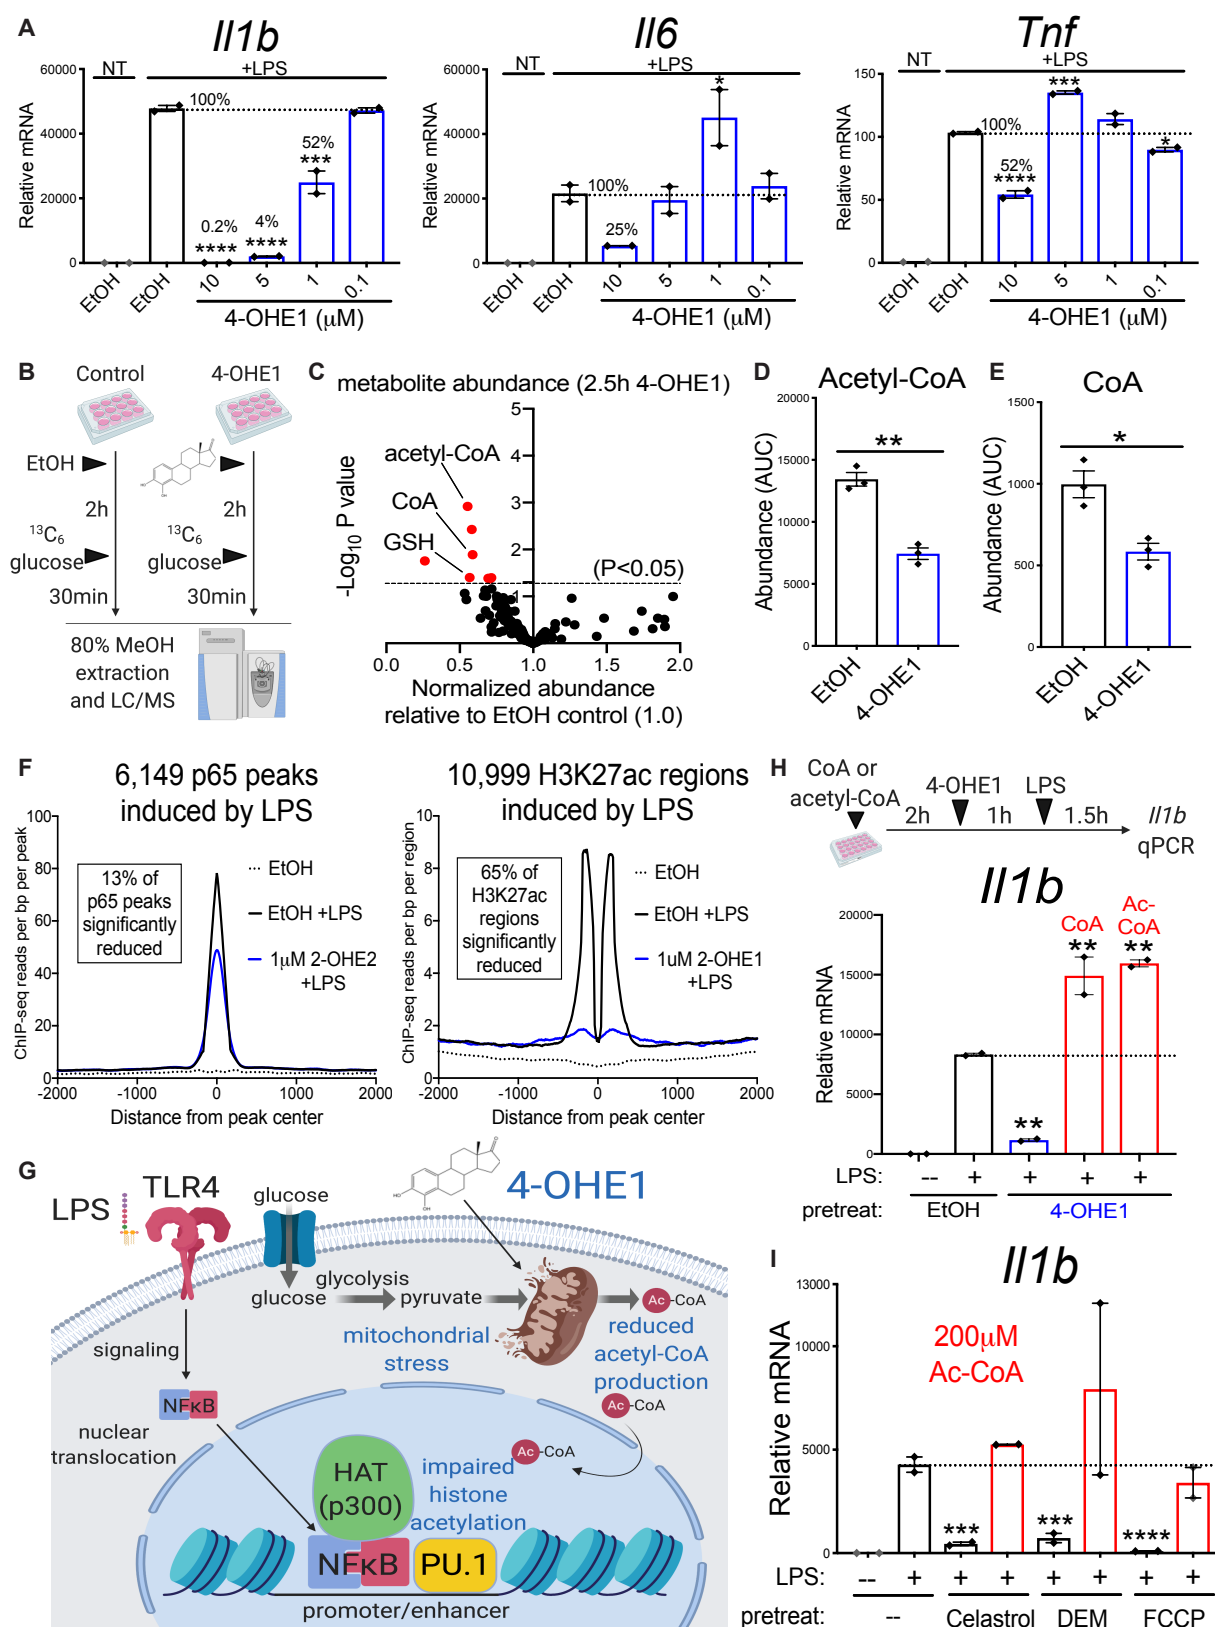 A
Il1b
NT
+LPS
Relative mRNA
60000
40000
20000
0
100%
0.2%
****
4%
****
52%
***
EtOH
EtOH
10
5
1
0.1
4-OHE1 (μM)
Il6
NT
+LPS
Relative mRNA
60000
40000
20000
0
100%
25%
*
EtOH
EtOH
10
5
1
0.1
4-OHE1 (μM)
Tnf
NT
+LPS
Relative mRNA
150
100
50
0
100%
52%
****
***
*
EtOH
EtOH
10
5
1
0.1
4-OHE1 (μM)
B
Control
4-OHE1
EtOH
HO
OH
2h
2h
13C6
glucose
13C6
glucose
30min
30min
80% MeOH
extraction
and LC/MS
C
metabolite abundance (2.5h 4-OHE1)
-Log10 P value
5
4
3
2
1
acetyl-CoA
CoA
GSH
(P<0.05)
0.0
0.5
1.0
1.5
2.0
Normalized abundance
relative to EtOH control (1.0)
D
Acetyl-CoA
Abundance (AUC)
20000
15000
10000
5000
0
**
EtOH
4-OHE1
E
CoA
Abundance (AUC)
1500
1000
500
0
*
EtOH
4-OHE1
F
6,149 p65 peaks
induced by LPS
ChIP-seq reads per bp per peak
100
80
60
40
20
0
13% of
p65 peaks
significantly
reduced
EtOH
EtOH +LPS
1μM 2-OHE2
+LPS
-2000
-1000
0
1000
2000
Distance from peak center
10,999 H3K27ac regions
induced by LPS
ChIP-seq reads per bp per region
10
8
6
4
2
0
65% of
H3K27ac
regions
significantly
reduced
EtOH
EtOH +LPS
1uM 2-OHE1
+LPS
-2000
-1000
0
1000
2000
Distance from peak center
G
LPS
TLR4
glucose
O
HO
OH
4-OHE1
glycolysis
glucose
pyruvate
Ac-CoA
signaling
mitochondrial
stress
reduced
acetyl-CoA
production
NFκB
Ac-CoA
nuclear
translocation
Ac-CoA
HAT
(p300)
impaired
histone
acetylation
NFκB
PU.1
promoter/enhancer
H
CoA or
acetyl-CoA
4-OHE1
LPS
2h
1h
1.5h
Il1b
qPCR
Il1b
Relative mRNA
20000
15000
10000
5000
0
CoA
Ac-
CoA
**
**
**
LPS:
--
+
+
+
+
pretreat:
EtOH
4-OHE1
I
Il1b
Relative mRNA
13000
10000
5000
0
200μM
Ac-CoA
***
***
****
LPS:
--
+
+
+
+
+
+
+
pretreat:
--
Celastrol
DEM
FCCP